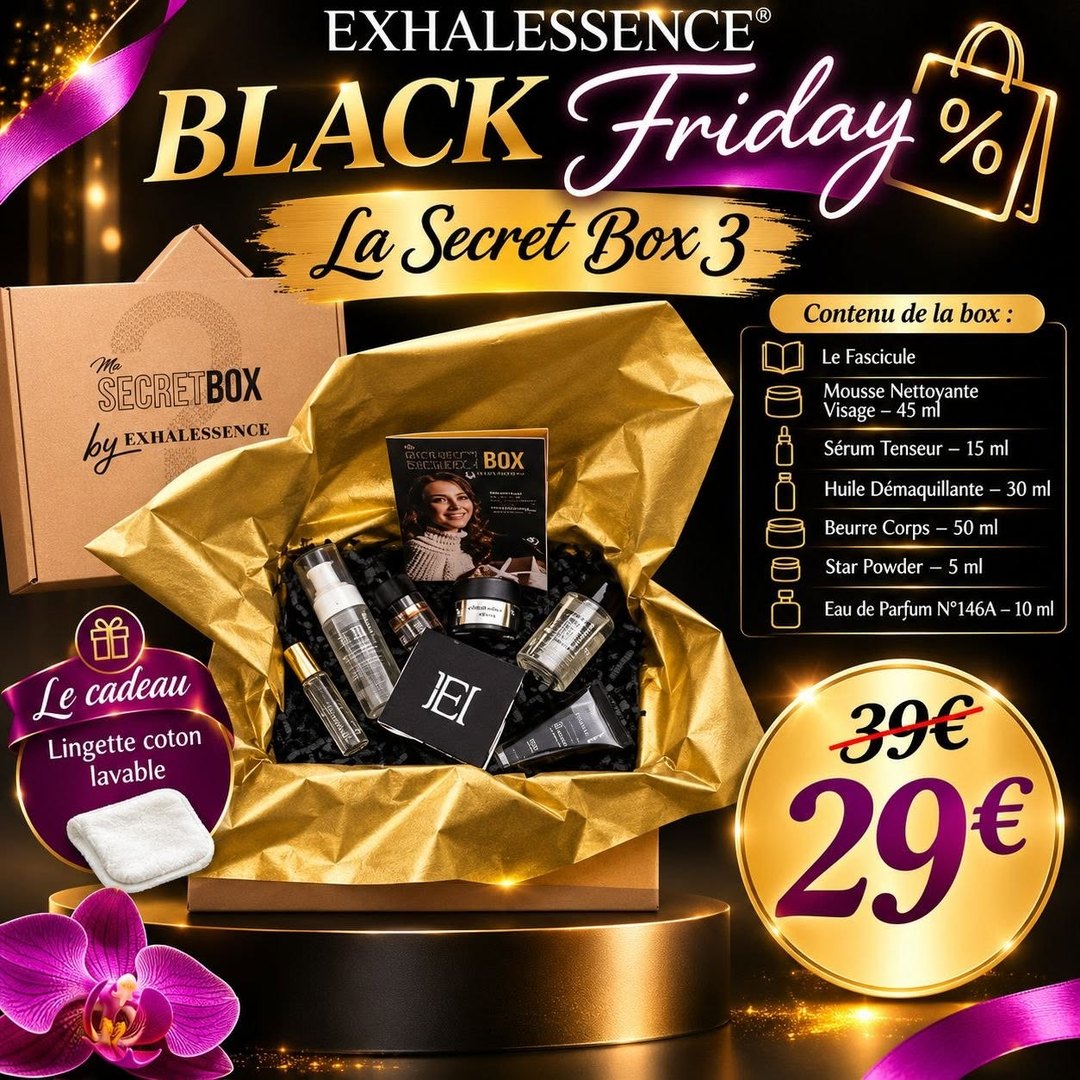 EXHALESSENCE®
BLACK Friday
%
La Secret Box 3
Ma
SECRETBOX
by EXHALESSENCE
BOX
JEI
Contenu de la box :
Le Fascicule
Mousse Nettoyante
Visage – 45 ml
Sérum Tenseur – 15 ml
Huile Démaquillante – 30 ml
Beurre Corps – 50 ml
Star Powder – 5 ml
Eau de Parfum N°146A – 10 ml
Le cadeau
Lingette coton
lavable
39€
29€